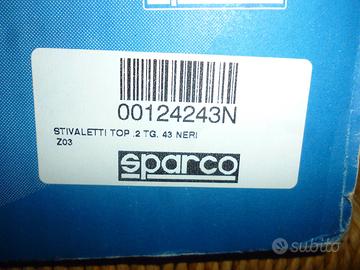 00124243N
STIVALETTI TOP .2 TG. 43 NERI
Z03
sparco
subito